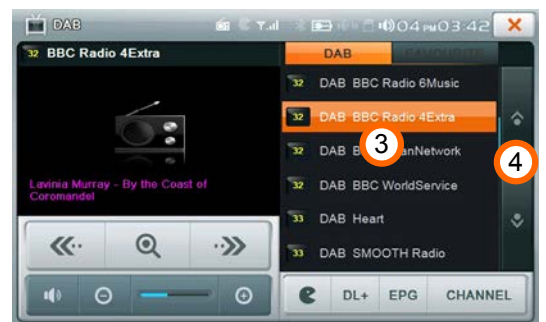 DAB 04 PM 03:42
32 BBC Radio 4Extra
Lavinia Murray - By the Coast of
Coromandel
DAB FAVOURITE
32 DAB BBC Radio 6Music
32 DAB BBC Radio 4Extra
3
32 DAB anNetwork
4
32 DAB BBC WorldService
33 DAB Heart
33 DAB SMOOTH Radio
DL+ EPG CHANNEL